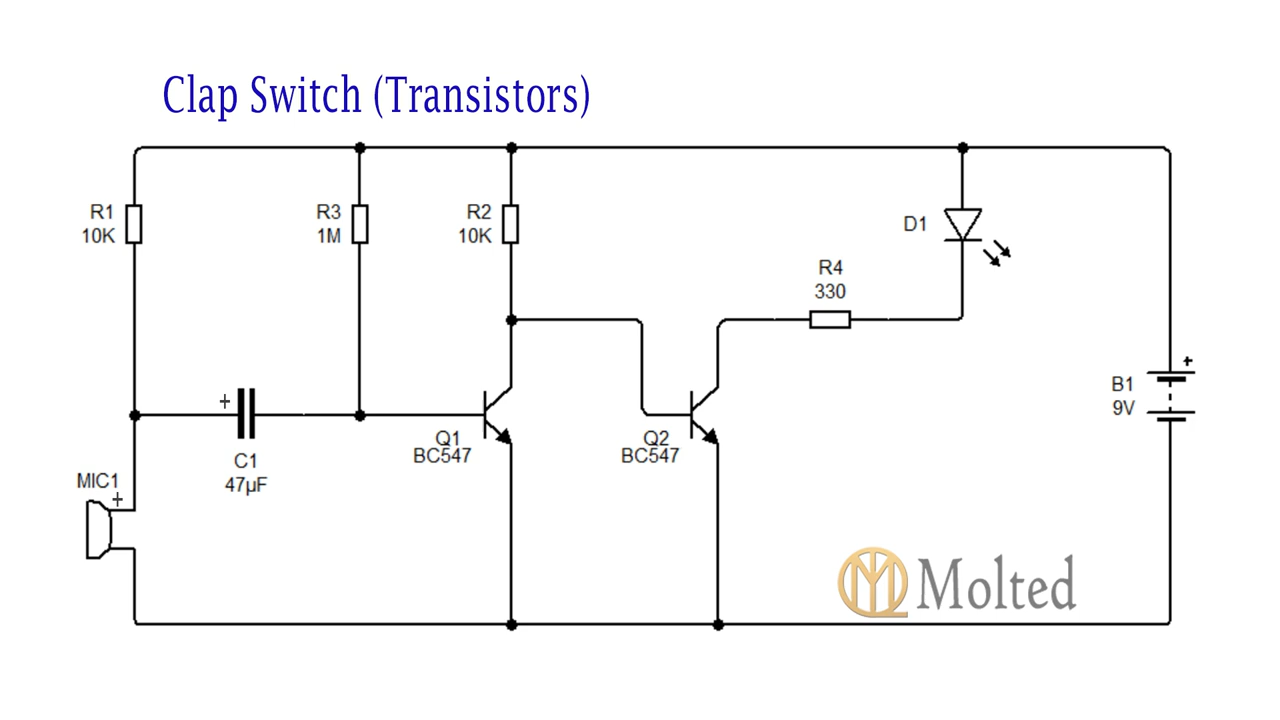 Clap Switch (Transistors)
R1
10K
R3
1M
R2
10K
D1
R4
330
+
B1
9V
+
Q1
BC547
Q2
BC547
C1
47µF
MIC1
+
Molted